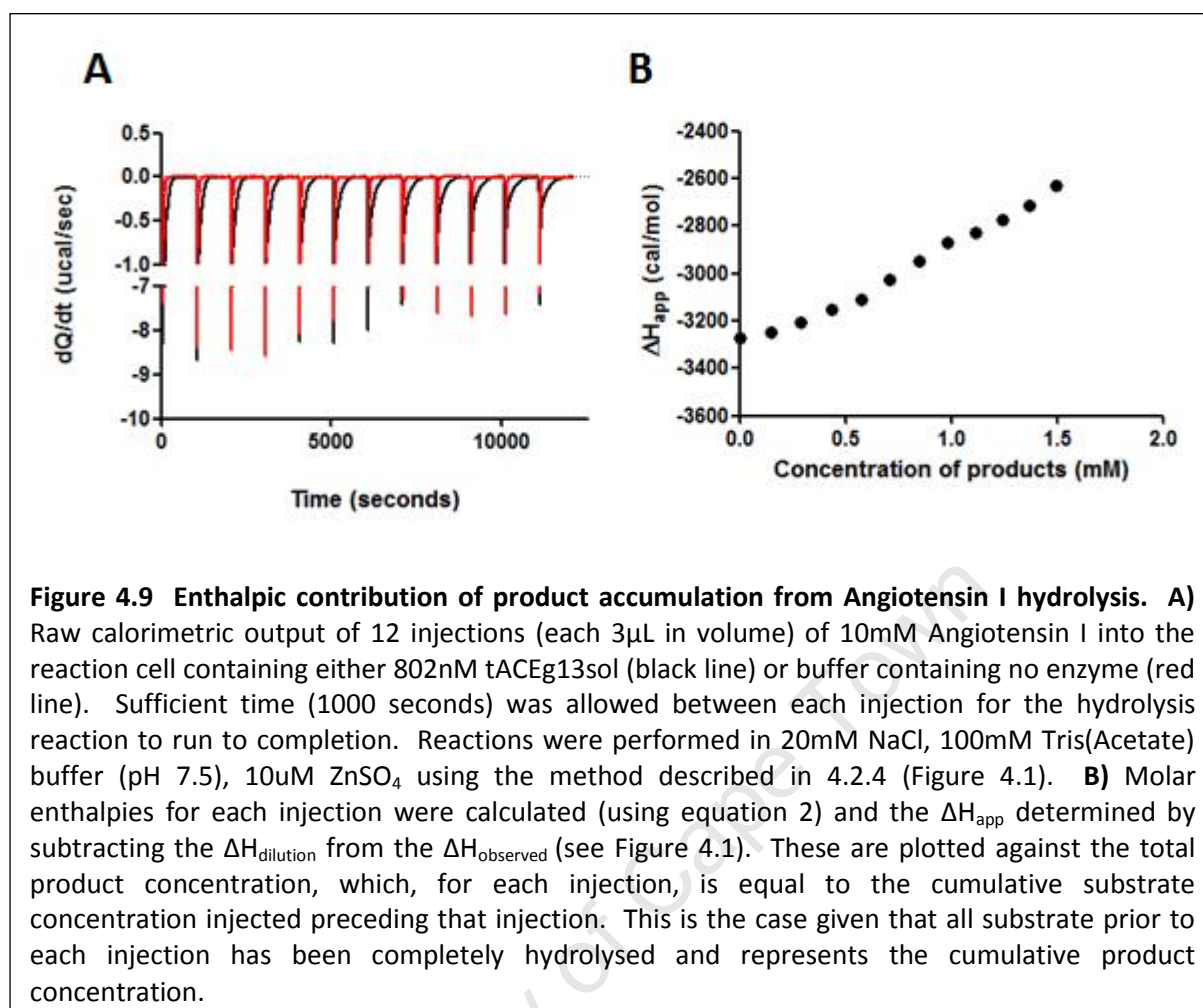 A
B
0.5
0.0
-0.5
-1.0
-7
-8
-9
-10
dQ/dt (ucal/sec)
0
5000
10000
Time (seconds)
-2400
-2600
-2800
-3000
-3200
-3400
-3600
ΔHapp (cal/mol)
0.0
0.5
1.0
1.5
2.0
Concentration of products (mM)
Figure 4.9 Enthalpic contribution of product accumulation from Angiotensin I hydrolysis. A)
Raw calorimetric output of 12 injections (each 3µL in volume) of 10mM Angiotensin I into the
reaction cell containing either 802nM tACEg13sol (black line) or buffer containing no enzyme (red
line). Sufficient time (1000 seconds) was allowed between each injection for the hydrolysis
reaction to run to completion. Reactions were performed in 20mM NaCl, 100mM Tris(Acetate)
buffer (pH 7.5), 10uM ZnSO4 using the method described in 4.2.4 (Figure 4.1). B) Molar
enthalpies for each injection were calculated (using equation 2) and the ΔHapp determined by
subtracting the ΔHdilution from the ΔHobserved (see Figure 4.1). These are plotted against the total
product concentration, which, for each injection, is equal to the cumulative substrate
concentration injected preceding that injection. This is the case given that all substrate prior to
each injection has been completely hydrolysed and represents the cumulative product
concentration.
of Cape Town